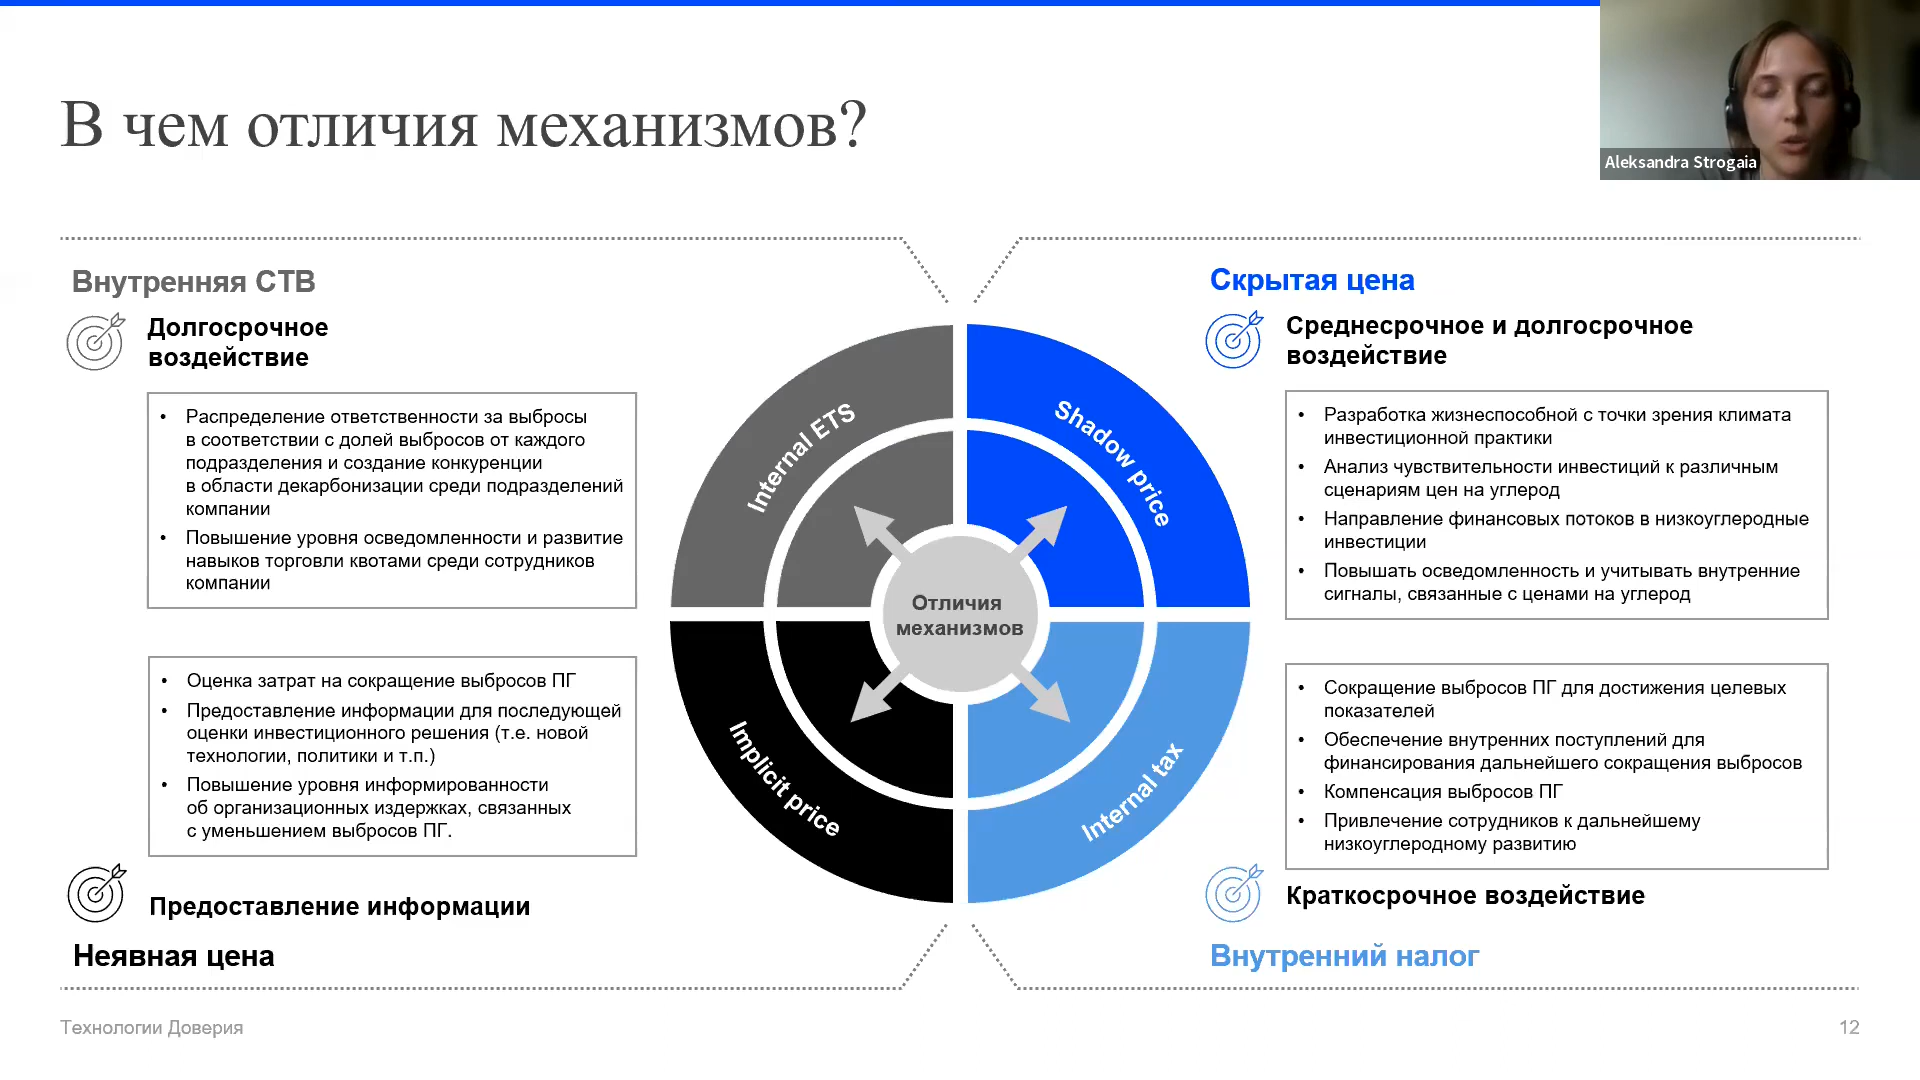 В чем отличия механизмов?
Aleksandra Strogaia
Внутренняя СТВ
Долгосрочное
воздействие
• Распределение ответственности за выбросы
в соответствии с долей выбросов от каждого
подразделения и создание конкуренции
в области декарбонизации среди подразделений
компании
• Повышение уровня осведомленности и развитие
навыков торговли квотами среди сотрудников
компании
Скрытая цена
Среднесрочное и долгосрочное
воздействие
• Разработка жизнеспособной с точки зрения климата
инвестиционной практики
• Анализ чувствительности инвестиций к различным
сценариям цен на углерод
• Направление финансовых потоков в низкоуглеродные
инвестиции
• Повышать осведомленность и учитывать внутренние
сигналы, связанные с ценами на углерод
Internal ETS
Shadow price
Отличия
механизмов
Implicit price
Internal tax
• Оценка затрат на сокращение выбросов ПГ
• Предоставление информации для последующей
оценки инвестиционного решения (т.е. новой
технологии, политики и т.п.)
• Повышение уровня информированности
об организационных издержках, связанных
с уменьшением выбросов ПГ.
Предоставление информации
Неявная цена
• Сокращение выбросов ПГ для достижения целевых
показателей
• Обеспечение внутренних поступлений для
финансирования дальнейшего сокращения выбросов
• Компенсация выбросов ПГ
• Привлечение сотрудников к дальнейшему
низкоуглеродному развитию
Краткосрочное воздействие
Внутренний налог
Технологии Доверия
12